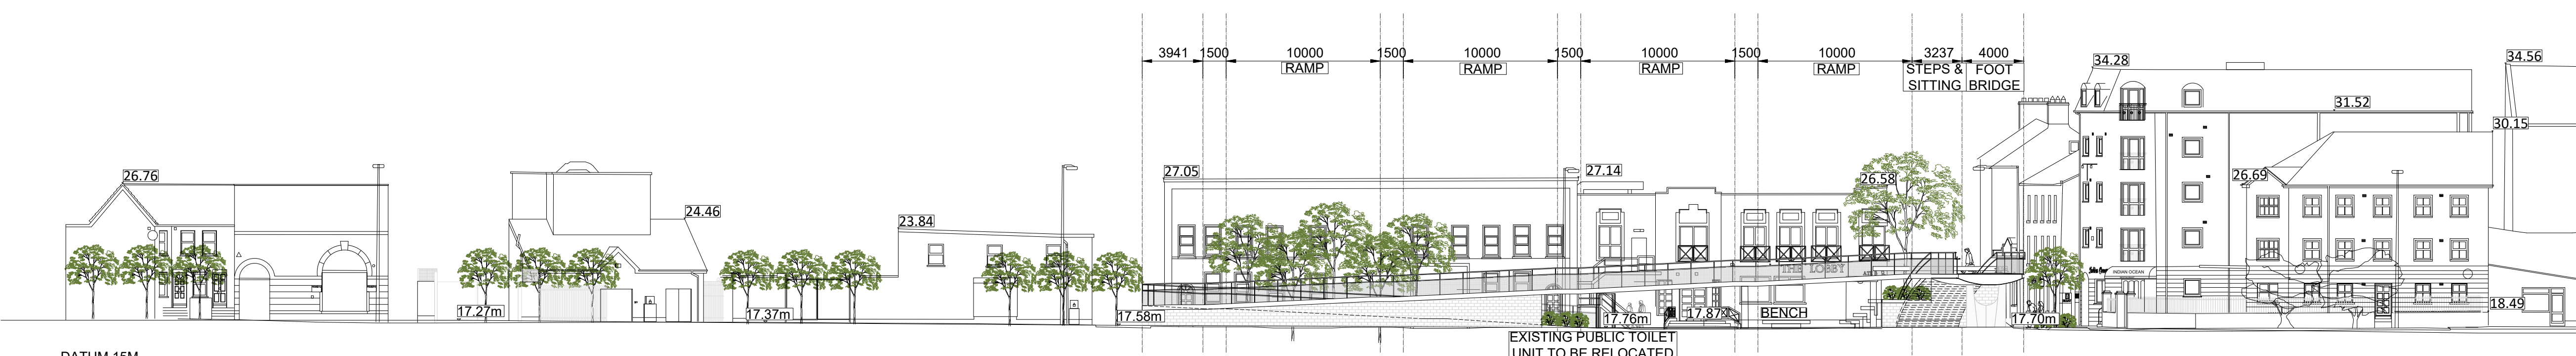 3941 1500 10000 1500 10000 1500 10000 1500 10000 3237 4000
RAMP RAMP RAMP RAMP STEPS & FOOT
SITTING BRIDGE
34.28
34.56
31.52
30.15
26.76
27.05
27.14
26.58
26.69
24.46
23.84
THE LOBBY
INDIAN OCEAN
18.49
17.27m
17.37m
17.58m
17.76m
17.87
BENCH
17.70m
EXISTING PUBLIC TOILET
UNIT TO BE RELOCATED
DATUM 15M